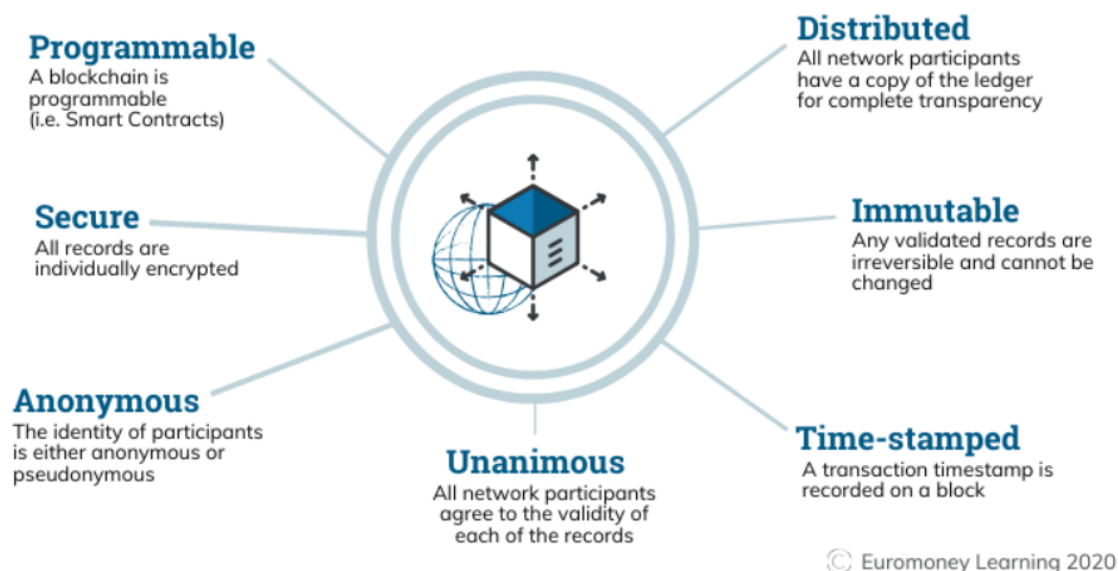 Programmable
A blockchain is
programmable
(i.e. Smart Contracts)
Distributed
All network participants
have a copy of the ledger
for complete transparency
Secure
All records are
individually encrypted
Immutable
Any validated records are
irreversible and cannot be
changed
Anonymous
The identity of participants
is either anonymous or
pseudonymous
Unanimous
All network participants
agree to the validity of
each of the records
Time-stamped
A transaction timestamp is
recorded on a block
© Euromoney Learning 2020